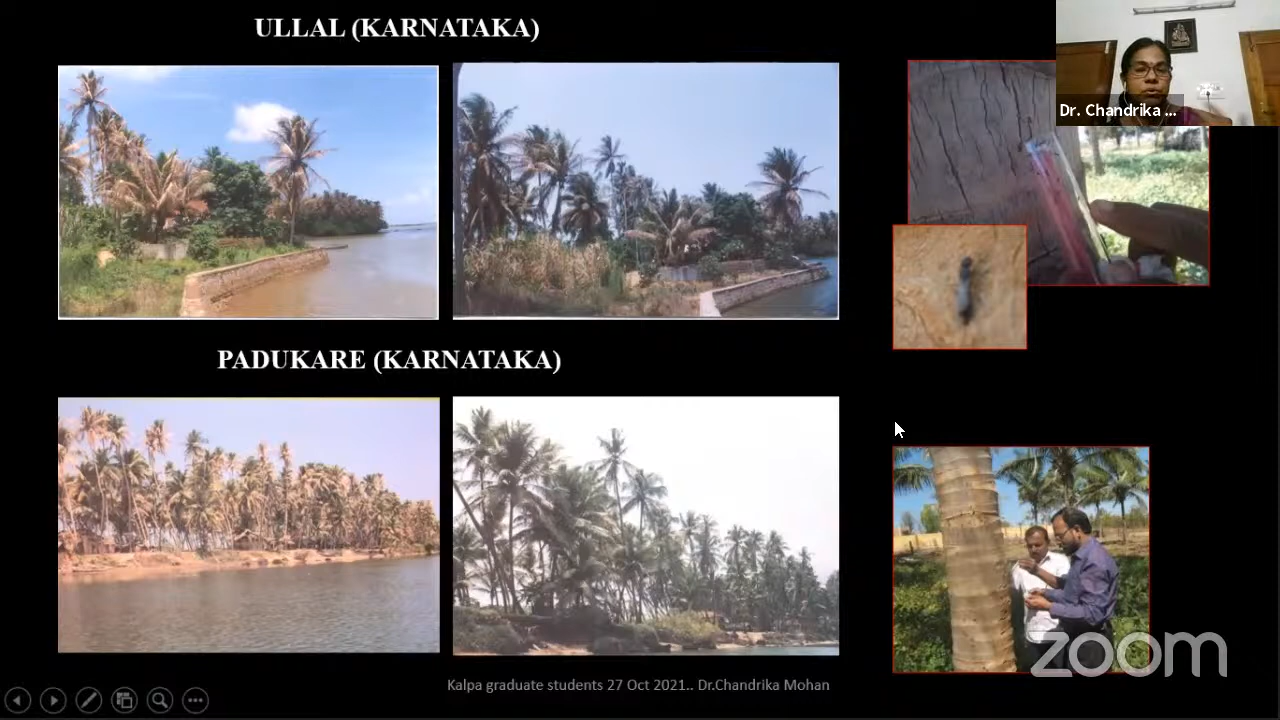 ULLAL (KARNATAKA)
Dr. Chandrika ...
PADUKARE (KARNATAKA)
zoom
Kalpa graduate students 27 Oct 2021.. Dr.Chandrika Mohan